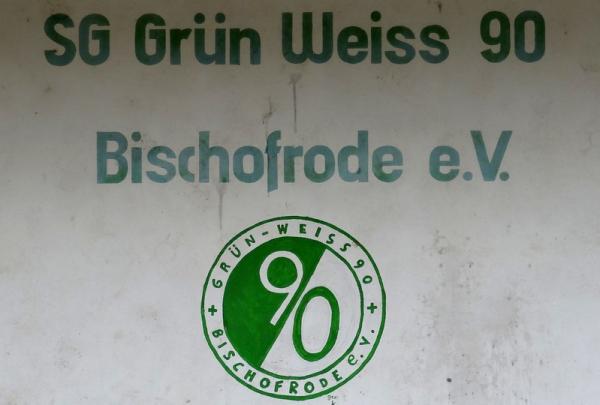 SG Grün Weiss 90
Bischofrode e.V.
GRÜN-WEISS 90
90
+ BISCHOFRODE e.V. +